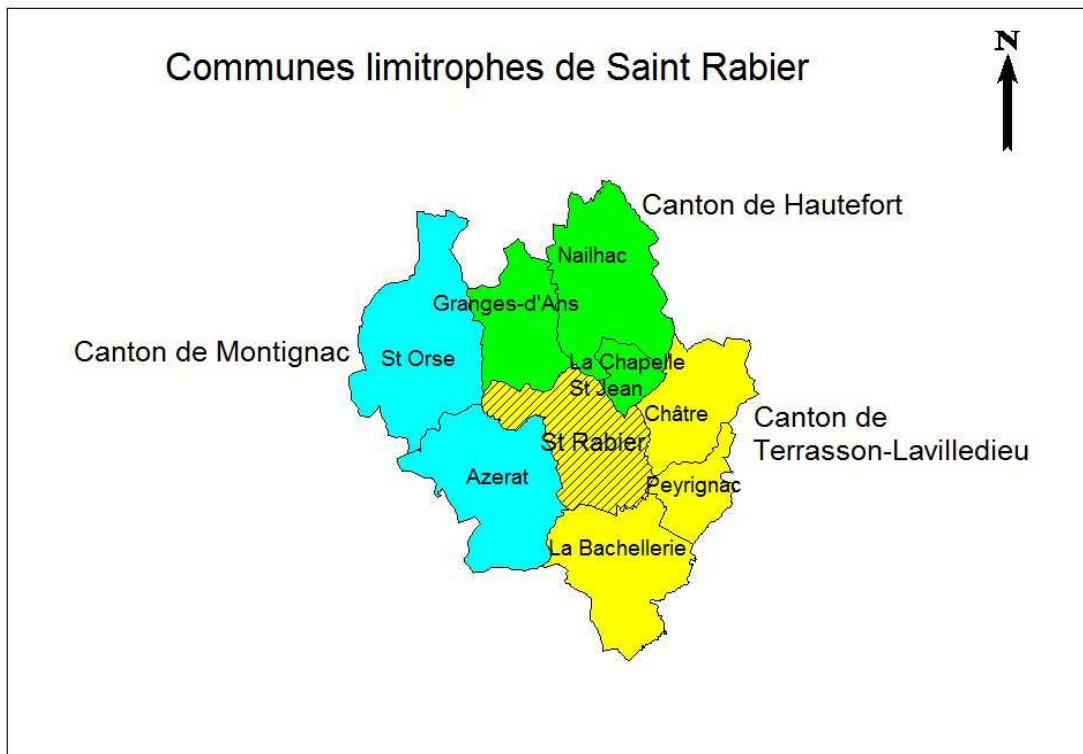 N
Communes limitrophes de Saint Rabier
Canton de Hautefort
Nailhac
Granges-d'Ans
Canton de Montignac
St Orse
La Chapelle
St Jean
Châtre
Canton de
Terrasson-Lavilledieu
St Rabier
Azerat
Peyrignac
La Bachellerie